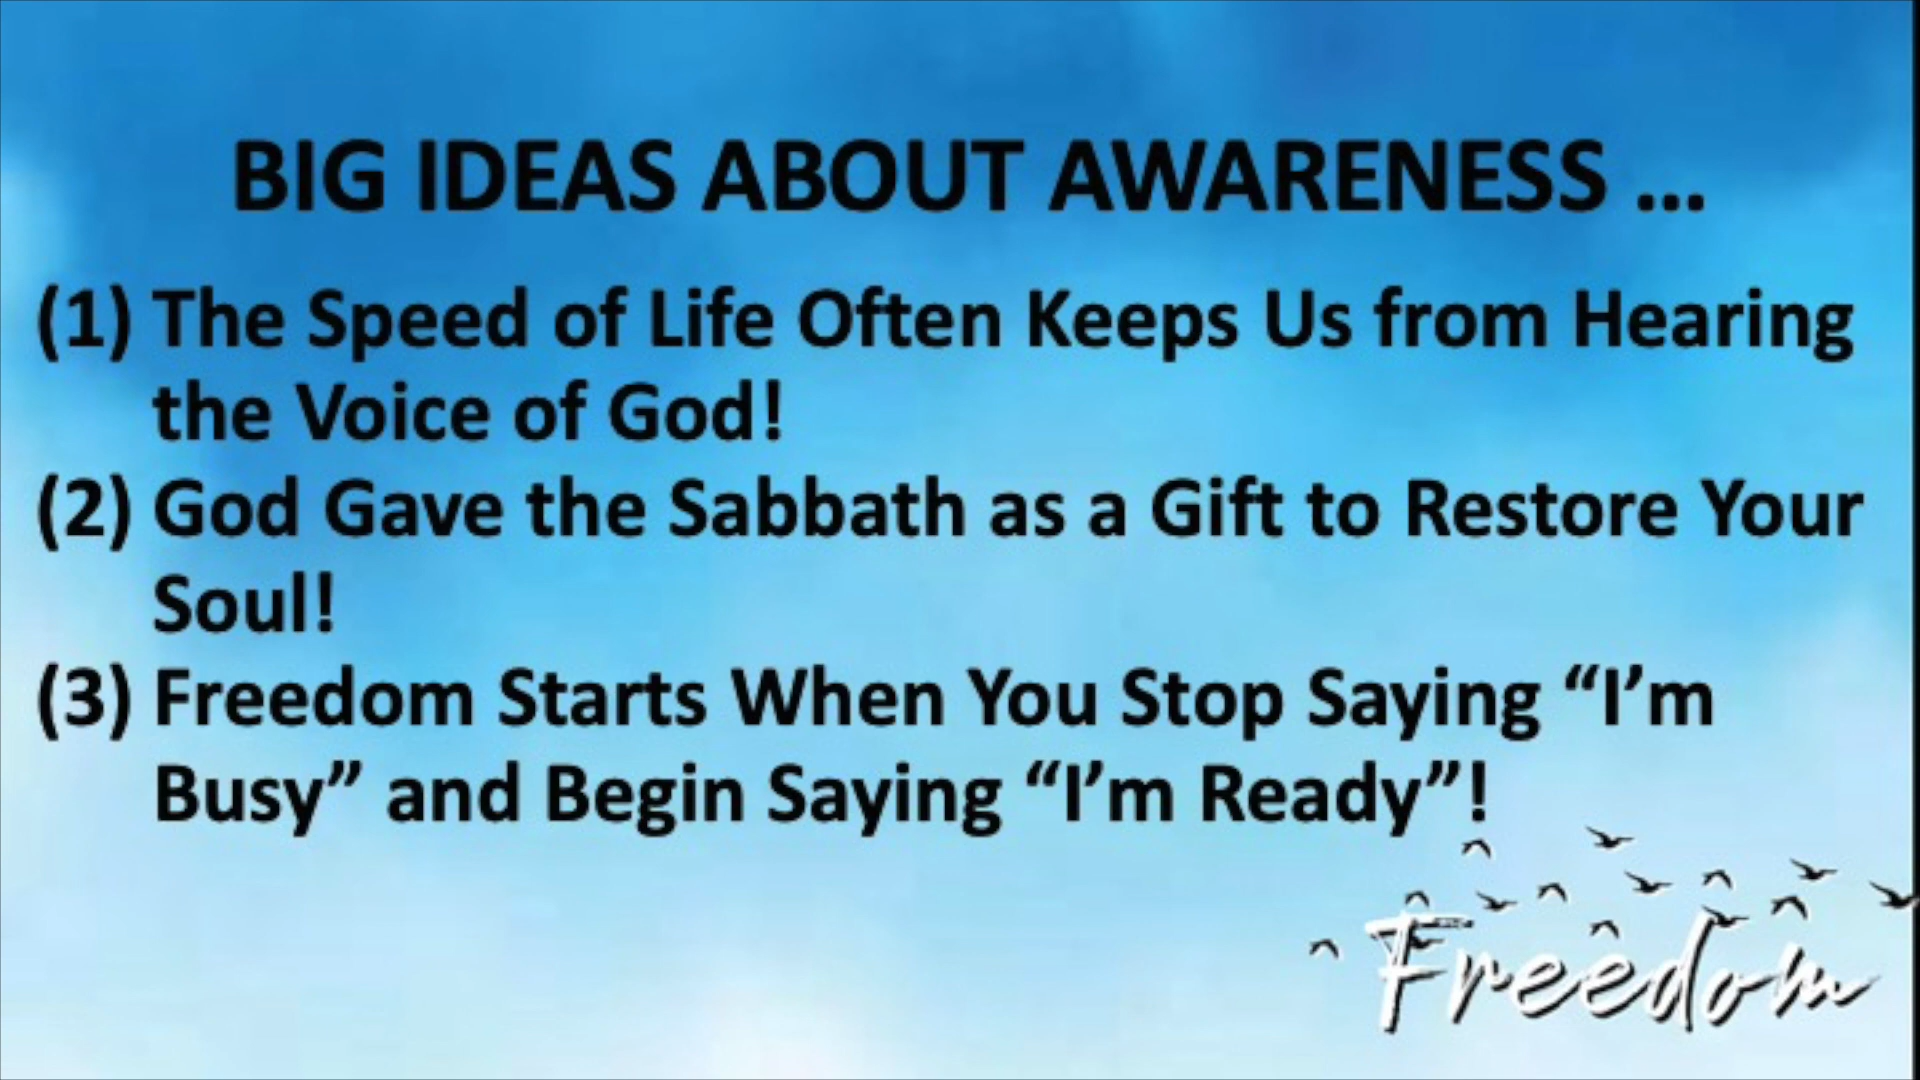 BIG IDEAS ABOUT AWARENESS ...
(1) The Speed of Life Often Keeps Us from Hearing
the Voice of God!
(2) God Gave the Sabbath as a Gift to Restore Your
Soul!
(3) Freedom Starts When You Stop Saying “I’m
Busy” and Begin Saying “I’m Ready”!
Freedom